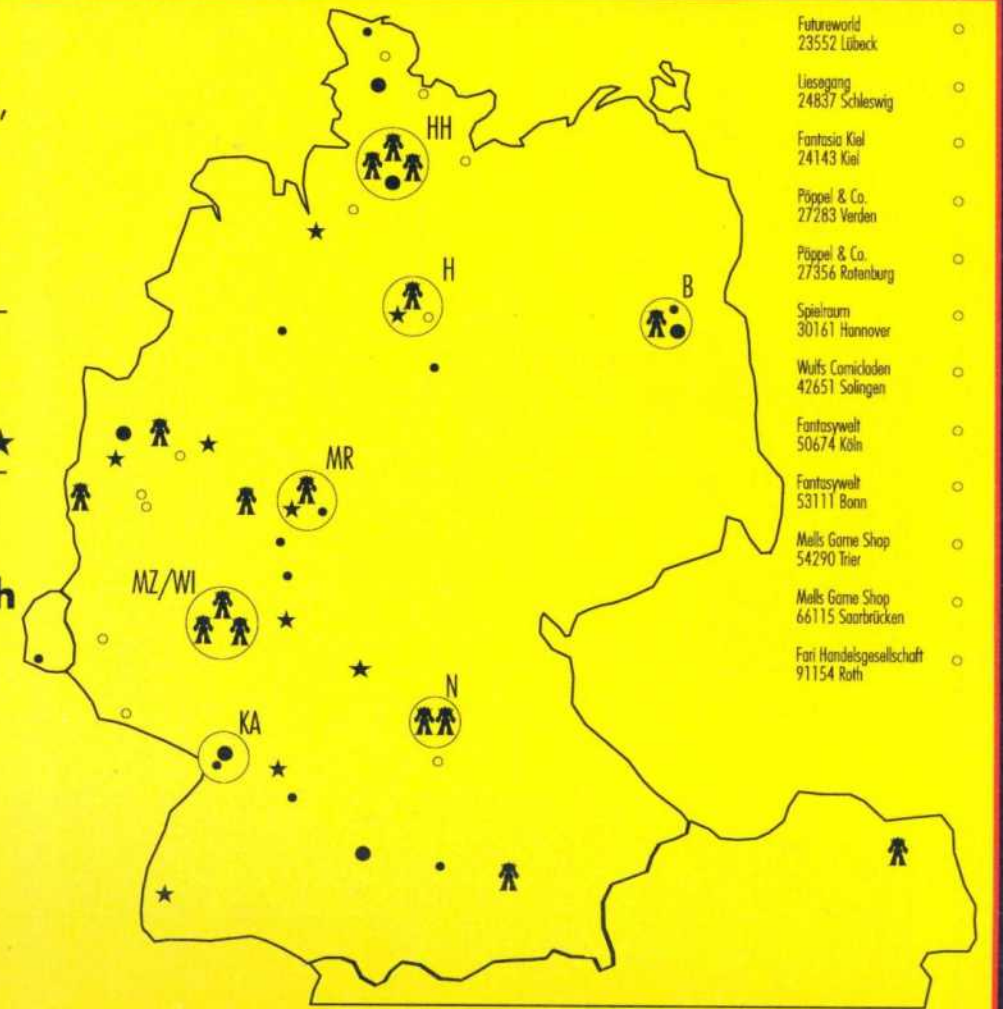 HH
H
B
MR
MZ/WI
N
KA
h
Futureworld
23552 Lübeck
Liesegang
24837 Schleswig
Fantasia Kiel
24143 Kiel
Pöppel & Co.
27283 Verden
Pöppel & Co.
27356 Rotenburg
Spielraum
30161 Hannover
Wulfs Comicladen
42651 Solingen
Fantasywelt
50674 Köln
Fantasywelt
53111 Bonn
Mells Game Shop
54290 Trier
Mells Game Shop
66115 Saarbrücken
Fari Handelsgesellschaft
91154 Roth